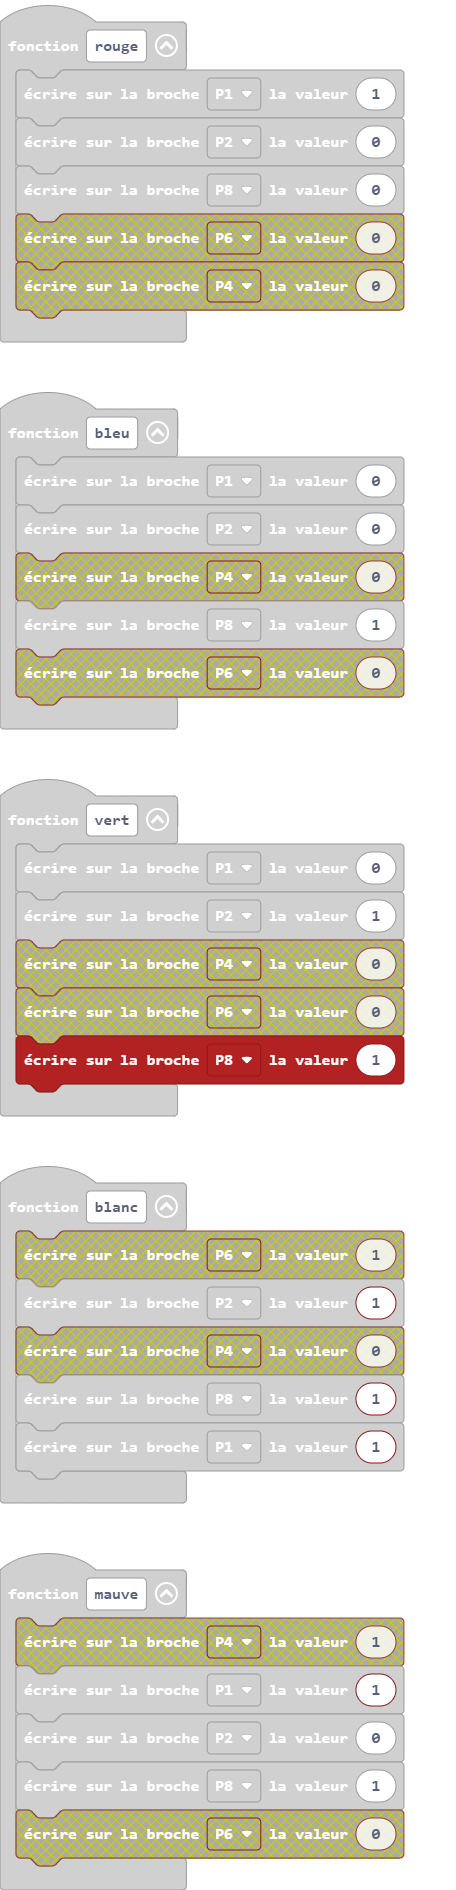 fonction rouge
écrire sur la broche P1 la valeur 1
écrire sur la broche P2 la valeur 0
écrire sur la broche P8 la valeur 0
écrire sur la broche P6 la valeur 0
écrire sur la broche P4 la valeur 0
fonction bleu
écrire sur la broche P1 la valeur 0
écrire sur la broche P2 la valeur 0
écrire sur la broche P4 la valeur 0
écrire sur la broche P8 la valeur 1
écrire sur la broche P6 la valeur 0
fonction vert
écrire sur la broche P1 la valeur 0
écrire sur la broche P2 la valeur 1
écrire sur la broche P4 la valeur 0
écrire sur la broche P6 la valeur 0
écrire sur la broche P8 la valeur 1
fonction blanc
écrire sur la broche P6 la valeur 1
écrire sur la broche P2 la valeur 1
écrire sur la broche P4 la valeur 0
écrire sur la broche P8 la valeur 1
écrire sur la broche P1 la valeur 1
fonction mauve
écrire sur la broche P4 la valeur 1
écrire sur la broche P1 la valeur 1
écrire sur la broche P2 la valeur 0
écrire sur la broche P8 la valeur 1
écrire sur la broche P6 la valeur 0